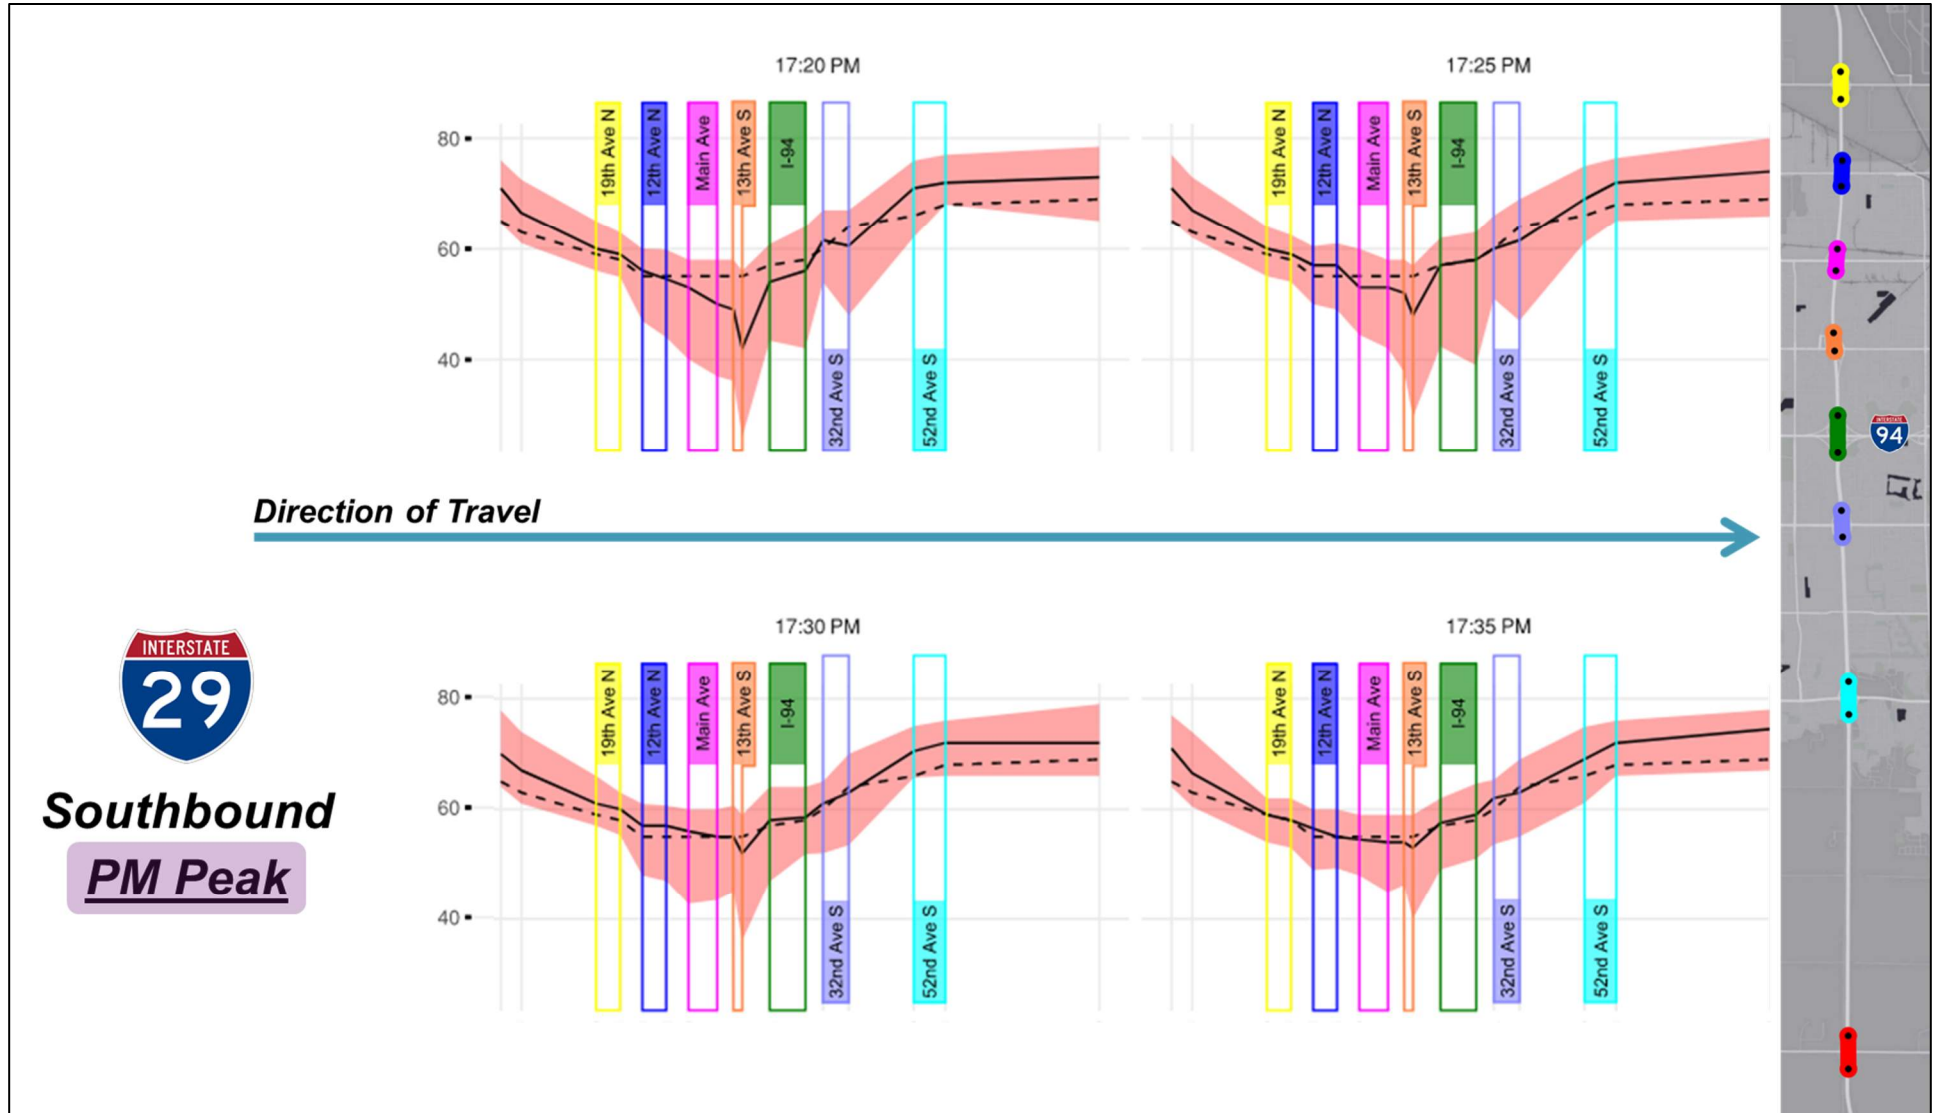 17:20 PM
17:25 PM
80
60
40
19th Ave N
12th Ave N
Main Ave
13th Ave S
I-94
32nd Ave S
52nd Ave S
19th Ave N
12th Ave N
Main Ave
13th Ave S
I-94
32nd Ave S
52nd Ave S
INTERSTATE
94
Direction of Travel
17:30 PM
17:35 PM
80
60
40
19th Ave N
12th Ave N
Main Ave
13th Ave S
I-94
32nd Ave S
52nd Ave S
19th Ave N
12th Ave N
Main Ave
13th Ave S
I-94
32nd Ave S
52nd Ave S
INTERSTATE
29
Southbound
PM Peak